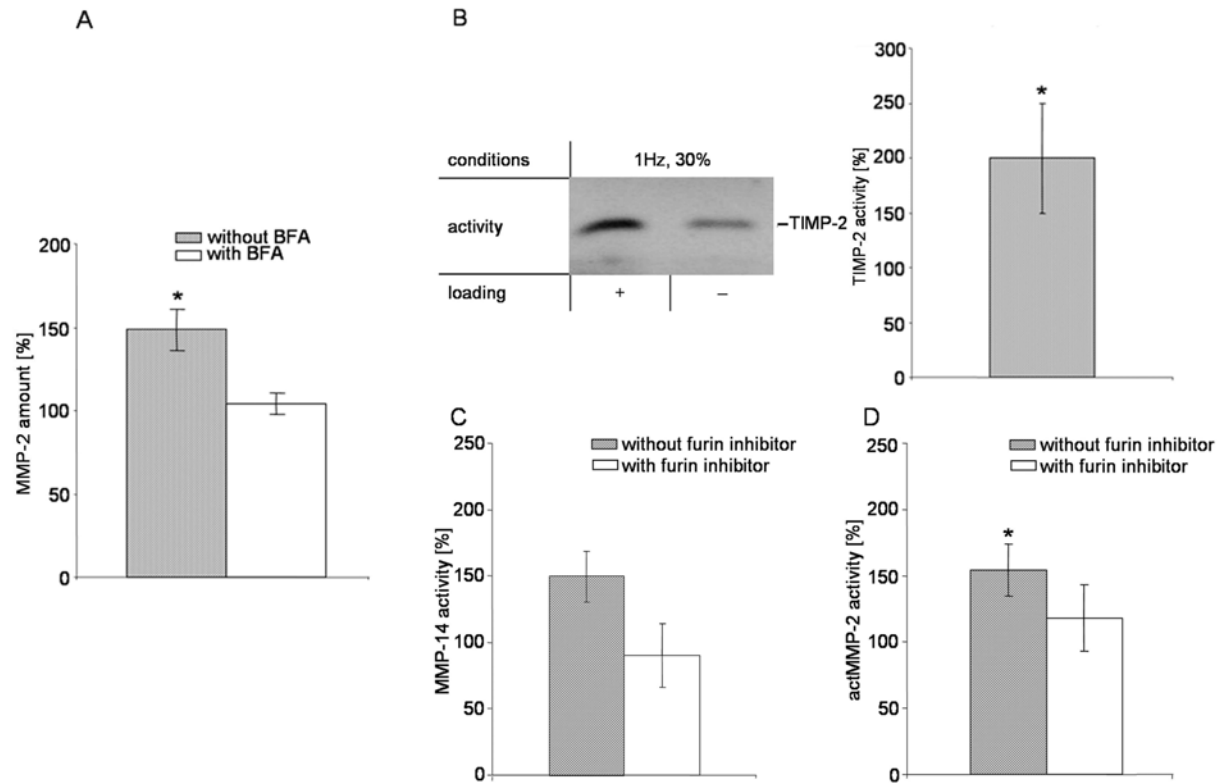 A
MMP-2 amount [%]
200
150
100
50
0
without BFA
with BFA
*
B
conditions
1Hz, 30%
activity
–TIMP-2
loading
+
–
TIMP-2 activity [%]
300
250
200
150
100
50
0
*
C
MMP-14 activity [%]
250
200
150
100
50
0
without furin inhibitor
with furin inhibitor
D
actMMP-2 activity [%]
250
200
150
100
50
0
without furin inhibitor
with furin inhibitor
*